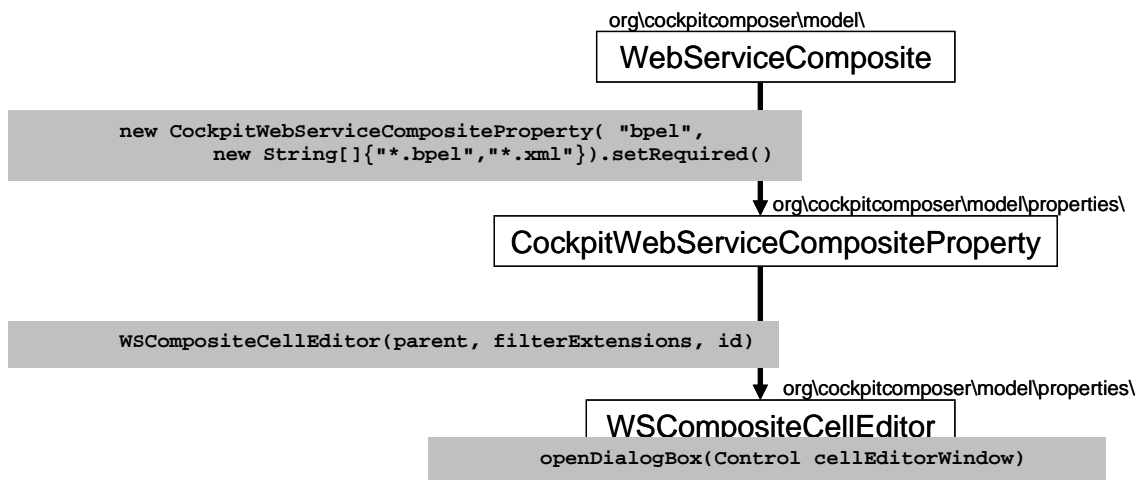 org\cockpitcomposer\model\
WebServiceComposite
new CockpitWebServiceCompositeProperty( "bpel",
new String[]{"*.bpel","*.xml"}).setRequired()
org\cockpitcomposer\model\properties\
CockpitWebServiceCompositeProperty
WSCompositeCellEditor(parent, filterExtensions, id)
org\cockpitcomposer\model\properties\
WSCompositeCellEditor
openDialogBox(Control cellEditorWindow)